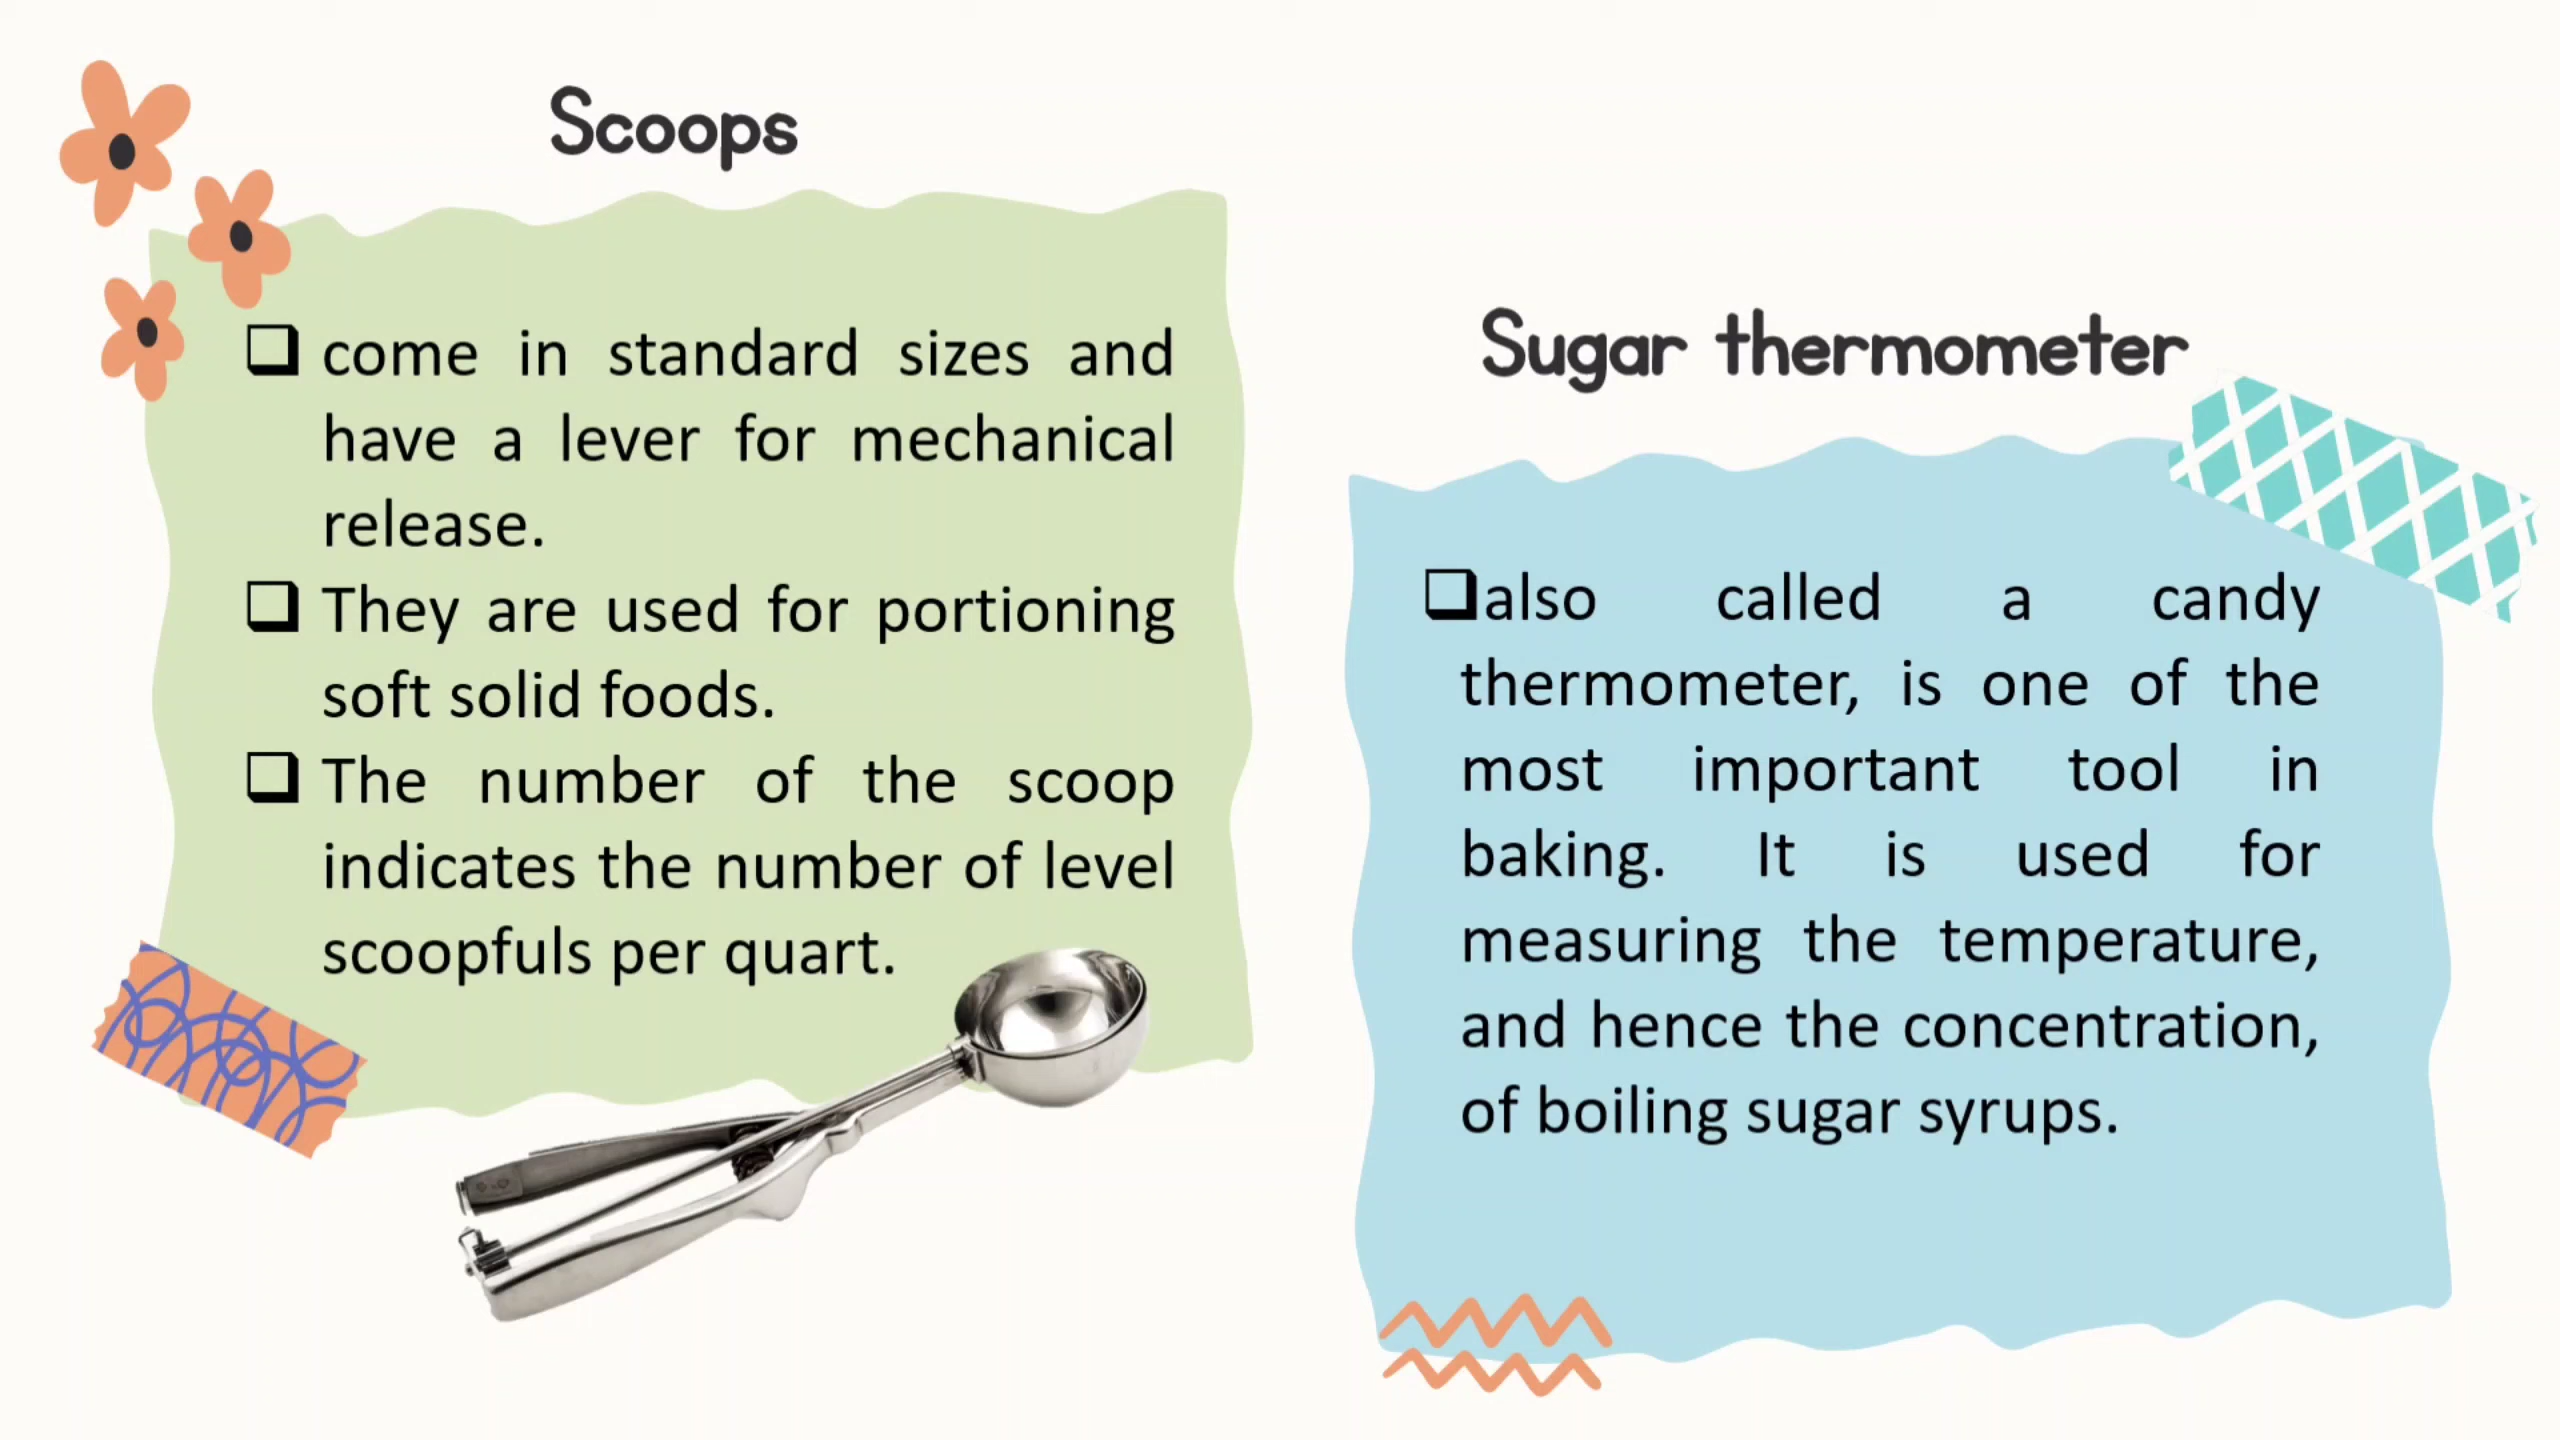 Scoops
come in standard sizes and
have a lever for mechanical
release.
They are used for portioning
soft solid foods.
The number of the scoop
indicates the number of level
scoopfuls per quart.
Sugar thermometer
also called a candy
thermometer, is one of the
most important tool in
baking. It is used for
measuring the temperature,
and hence the concentration,
of boiling sugar syrups.